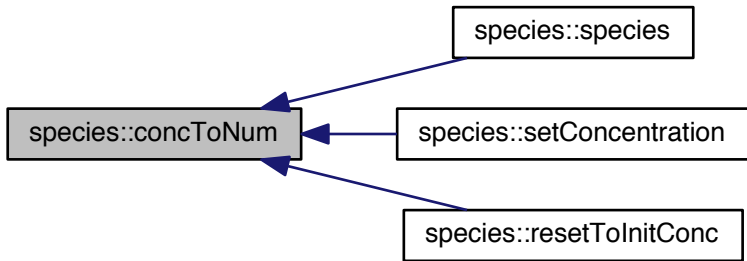 species::species
species::concToNum
species::setConcentration
species::resetToInitConc